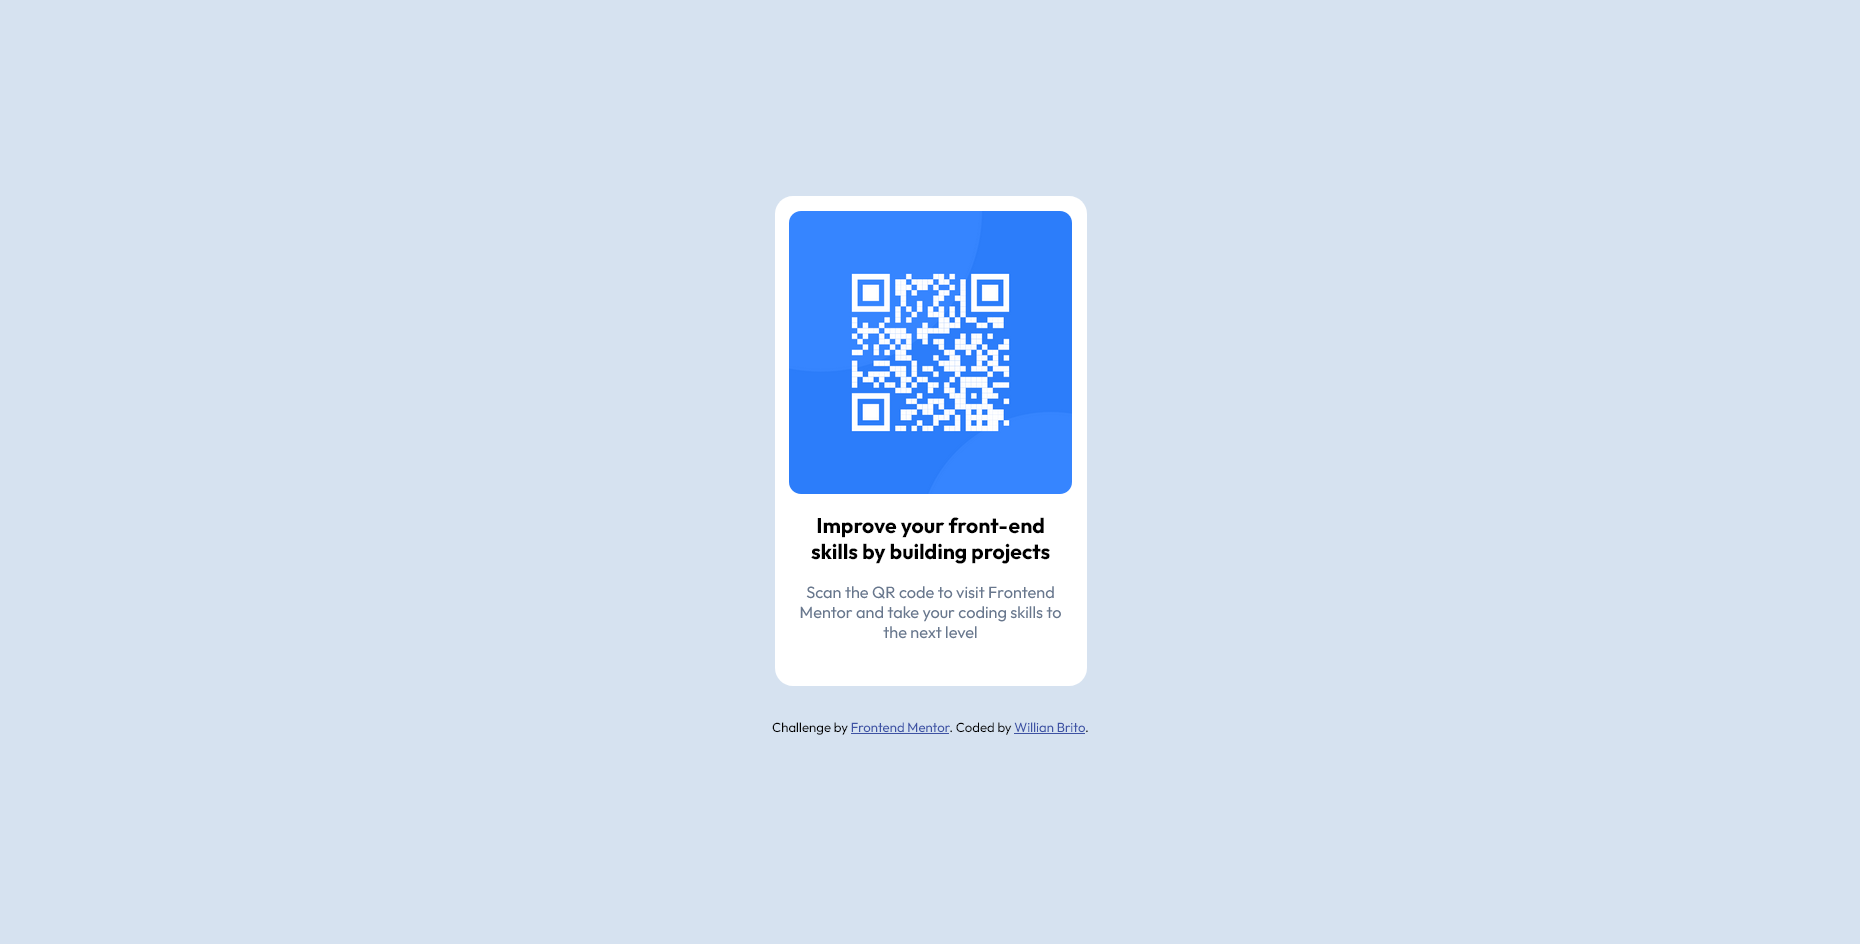 Improve your front-end
skills by building projects
Scan the QR code to visit Frontend
Mentor and take your coding skills to
the next level
Challenge by Frontend Mentor. Coded by Willian Brito.